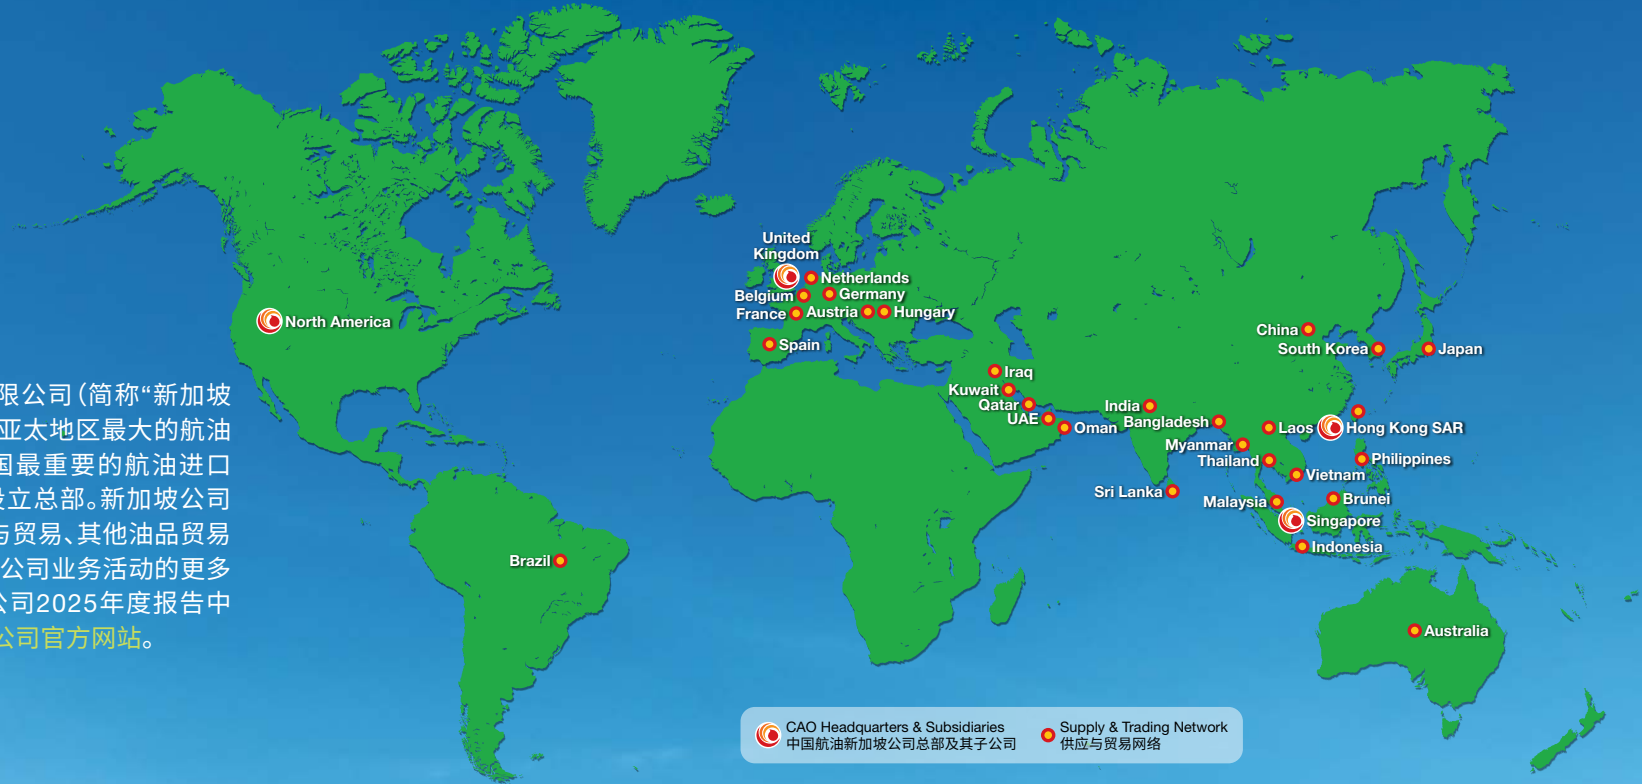 限公司（简称“新加坡
亚太地区最大的航油
国最重要的航油进口
设立总部。新加坡公司
与贸易、其他油品贸易
公司业务活动的更多
公司2025年度报告中
公司官方网站。
North America
Brazil
United
Kingdom
Netherlands
Belgium
Germany
France
Austria
Hungary
Spain
Iraq
Kuwait
Qatar
UAE
Oman
China
South Korea
Japan
India
Bangladesh
Laos
Hong Kong SAR
Myanmar
Thailand
Philippines
Vietnam
Sri Lanka
Malaysia
Brunei
Singapore
Indonesia
Australia
CAO Headquarters & Subsidiaries
中国航油新加坡公司总部及其子公司
Supply & Trading Network
供应与贸易网络